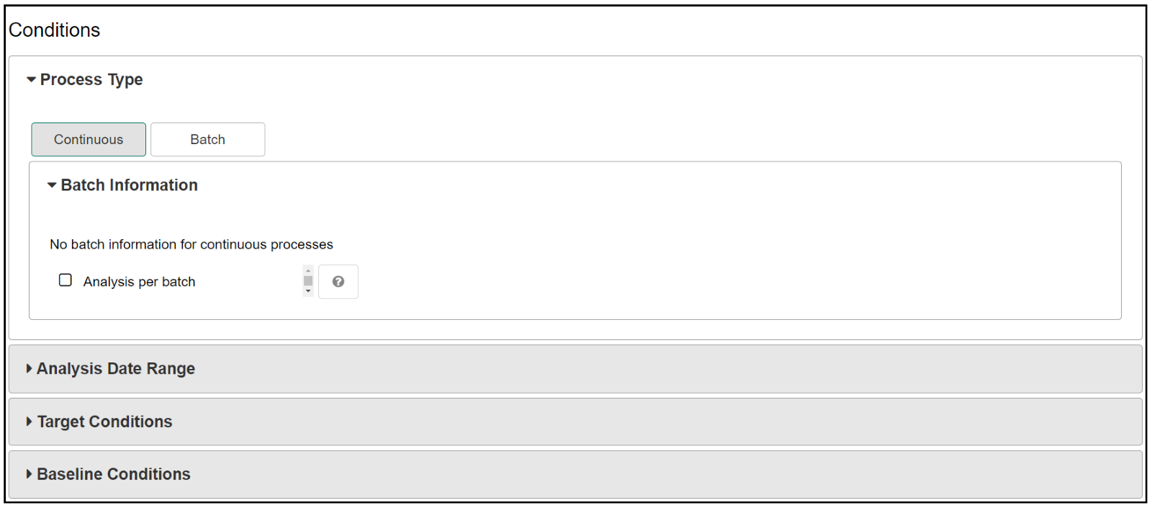 Conditions
Process Type
Continuous Batch
Batch Information
No batch information for continuous processes
Analysis per batch ?
Analysis Date Range
Target Conditions
Baseline Conditions